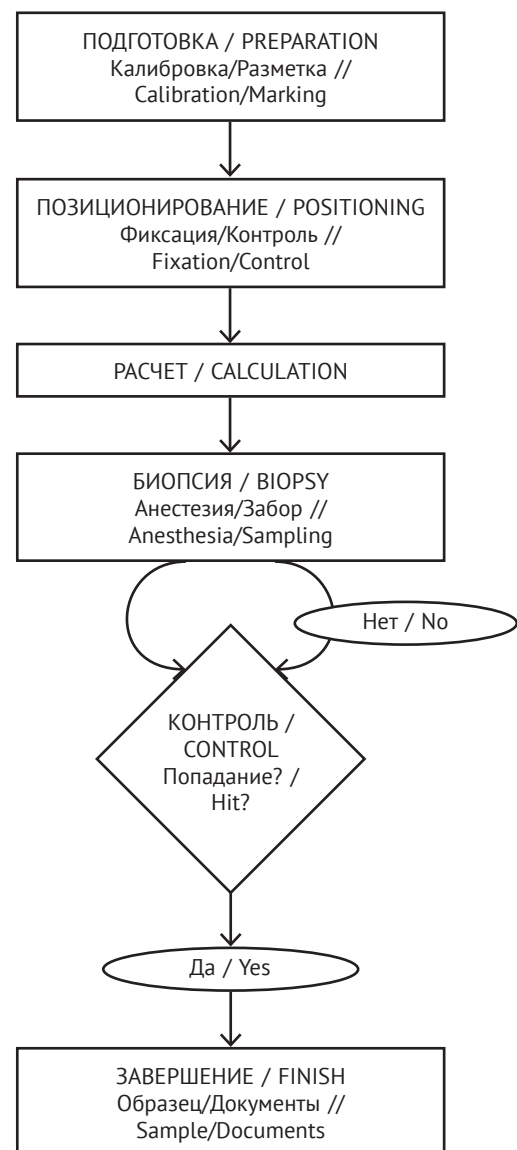 ПОДГОТОВКА / PREPARATION
Калибровка/Разметка //
Calibration/Marking
ПОЗИЦИОНИРОВАНИЕ / POSITIONING
Фиксация/Контроль //
Fixation/Control
РАСЧЕТ / CALCULATION
БИОПСИЯ / BIOPSY
Анестезия/Забор //
Anesthesia/Sampling
Нет / No
КОНТРОЛЬ /
CONTROL
Попадание? /
Hit?
Да / Yes
ЗАВЕРШЕНИЕ / FINISH
Образец/Документы //
Sample/Documents